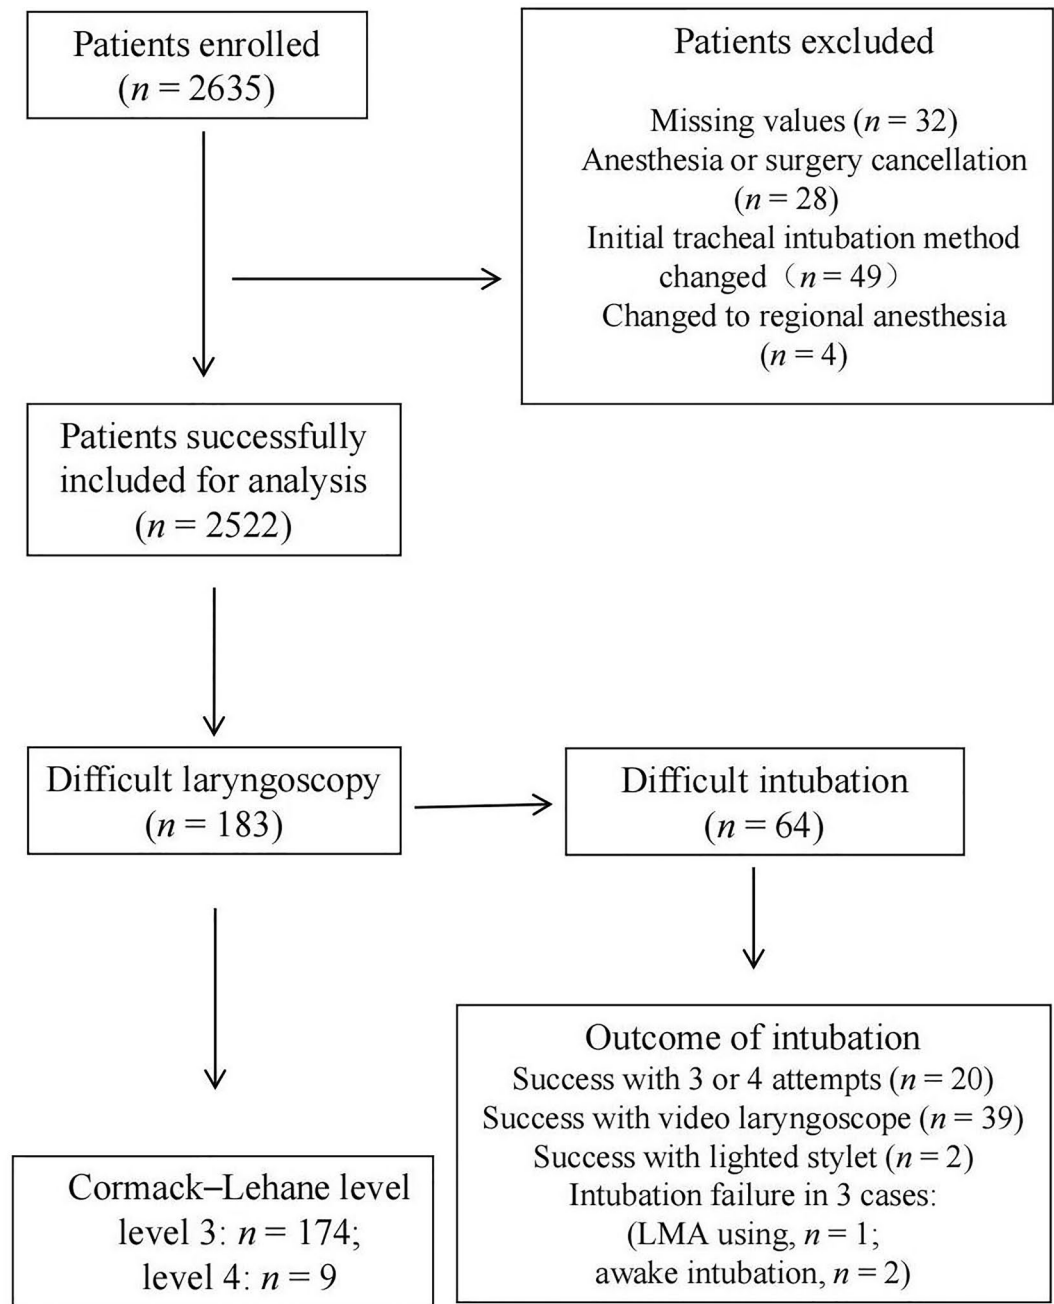 Patients enrolled
(n = 2635)
Patients excluded
Missing values (n = 32)
Anesthesia or surgery cancellation
(n = 28)
Initial tracheal intubation method
changed（n = 49）
Changed to regional anesthesia
(n = 4)
Patients successfully
included for analysis
(n = 2522)
Difficult laryngoscopy
(n = 183)
Difficult intubation
(n = 64)
Outcome of intubation
Success with 3 or 4 attempts (n = 20)
Success with video laryngoscope (n = 39)
Success with lighted stylet (n = 2)
Intubation failure in 3 cases:
(LMA using, n = 1;
awake intubation, n = 2)
Cormack–Lehane level
level 3: n = 174;
level 4: n = 9